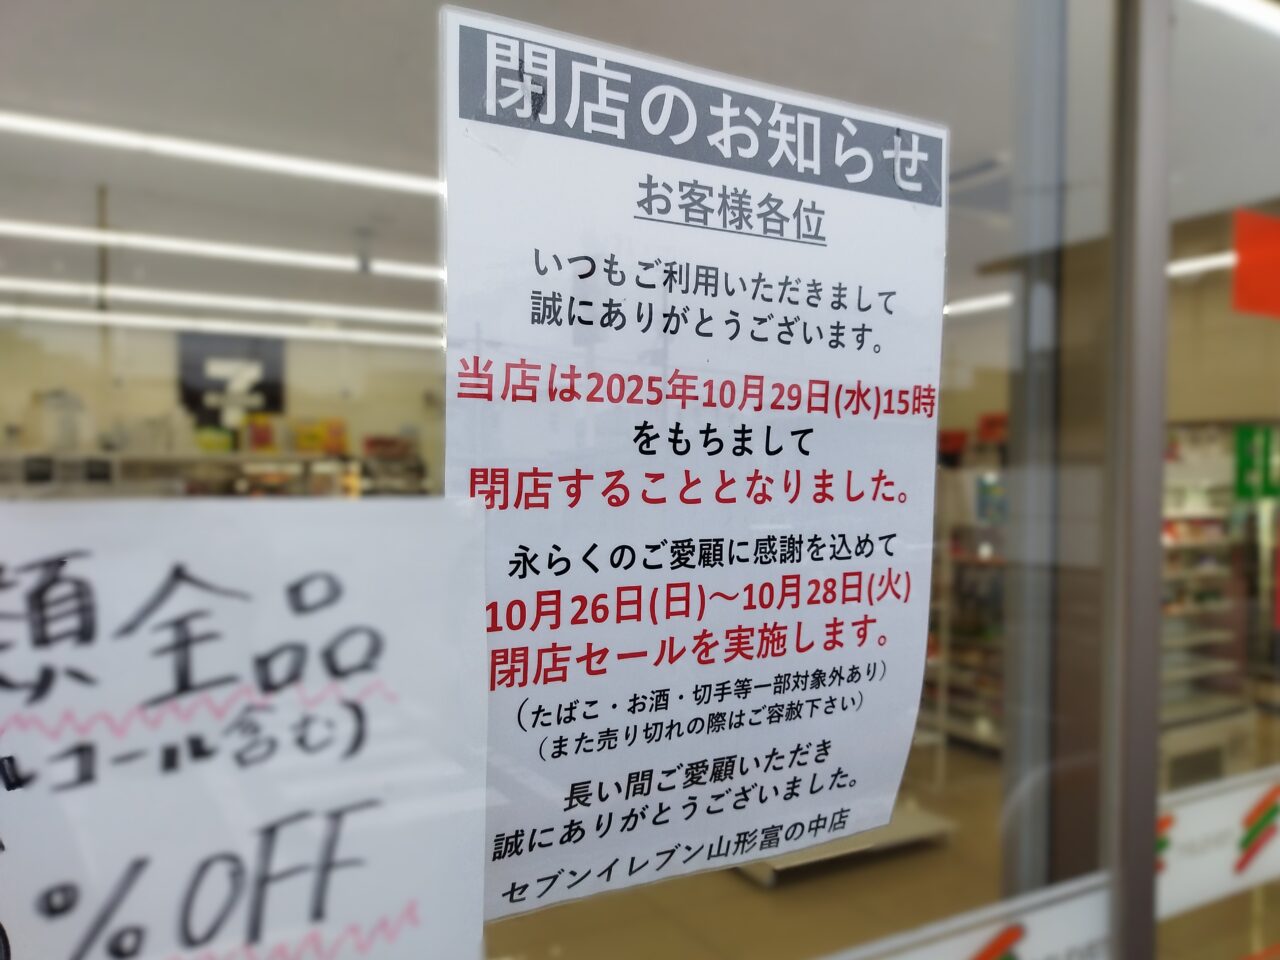 閉店のお知らせ
お客様各位
いつもご利用いただきまして
誠にありがとうございます。
当店は2025年10月29日(水)15時
をもちまして
閉店することとなりました。
永らくのご愛顧に感謝を込めて
10月26日(日)～10月28日(火)
閉店セールを実施します。
（たばこ・お酒・切手等一部対象外あり）
（また売り切れの際はご容赦下さい）
長い間ご愛顧いただき
誠にありがとうございました。
セブンイレブン山形富の中店
類全品
ルコール含む)
%OFF